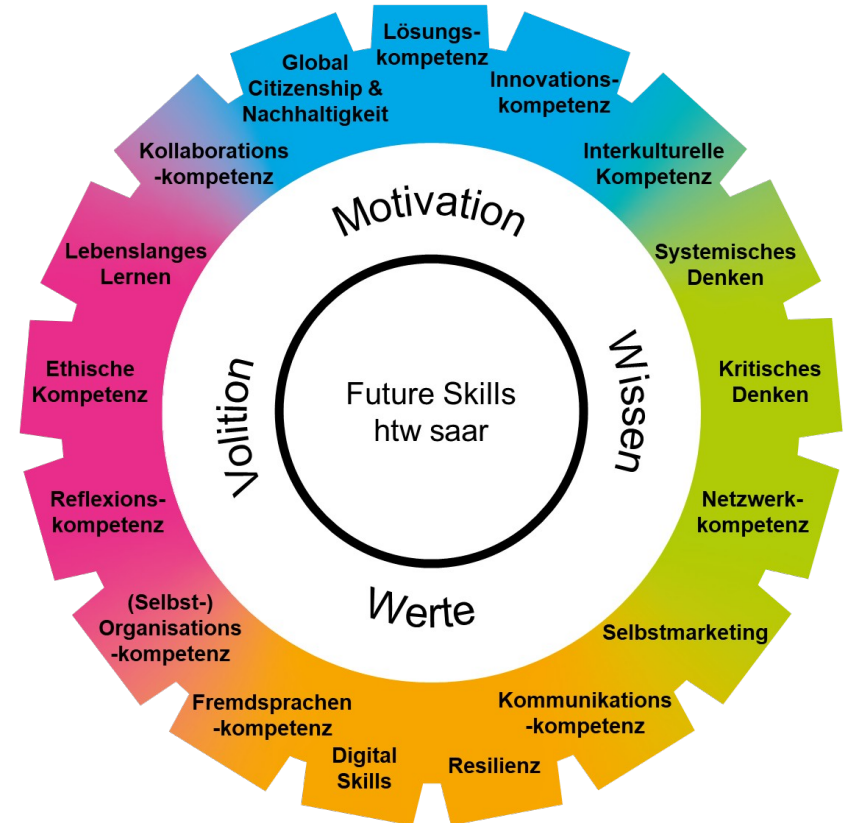 Lösungs-
kompetenz
Innovations-
kompetenz
Interkulturelle
Kompetenz
Systemisches
Denken
Kritisches
Denken
Netzwerk-
kompetenz
Selbstmarketing
Kommunikations
-kompetenz
Resilienz
Digital
Skills
Fremdsprachen
-kompetenz
(Selbst-)
Organisations
-kompetenz
Reflexions-
kompetenz
Ethische
Kompetenz
Lebenslanges
Lernen
Kollaborations
-kompetenz
Global
Citizenship &
Nachhaltigkeit
Motivation
Wissen
Werte
Volition
Future Skills
htw saar